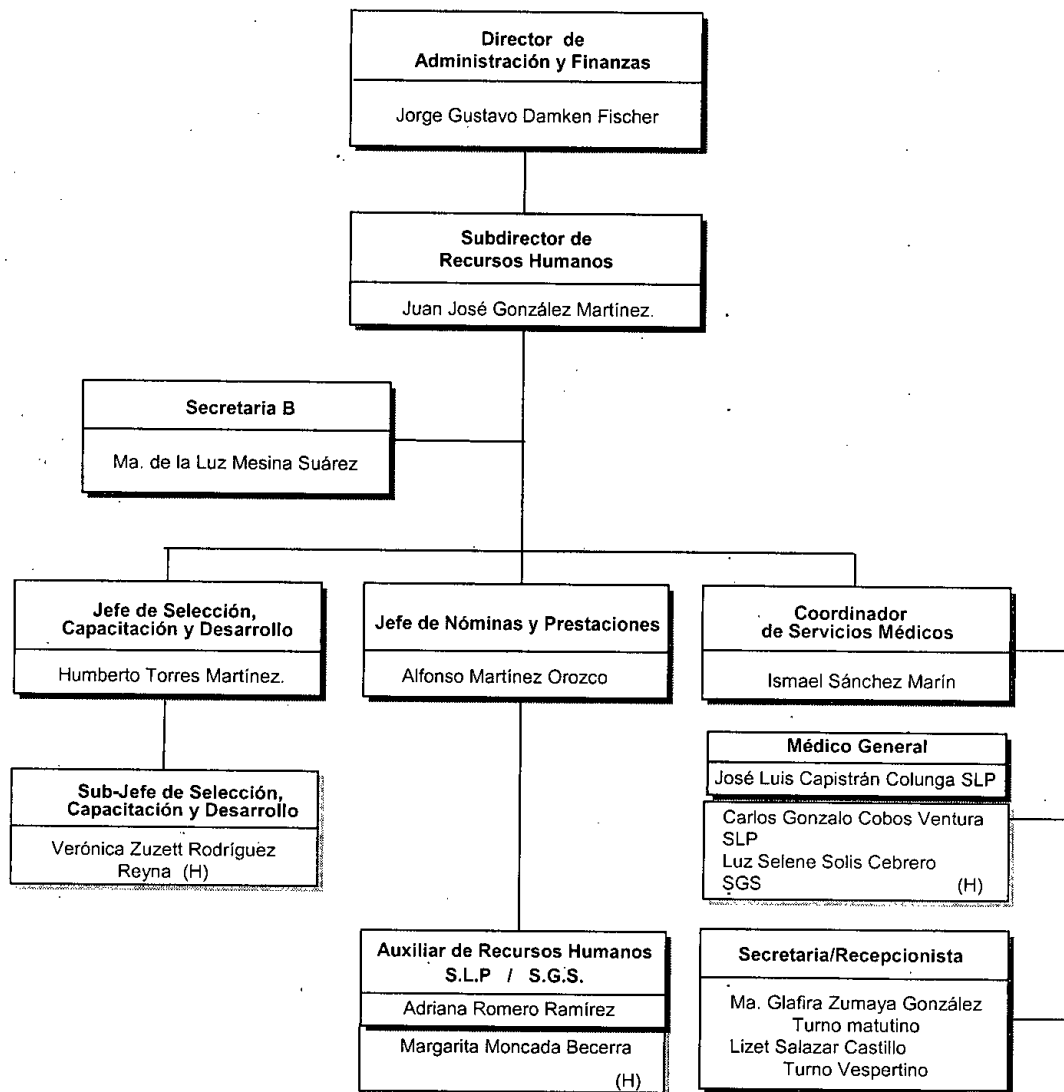 Director de
Administración y Finanzas
Jorge Gustavo Damken Fischer
Subdirector de
Recursos Humanos
Juan José González Martínez.
Secretaria B
Ma. de la Luz Mesina Suárez
Jefe de Selección,
Capacitación y Desarrollo
Humberto Torres Martínez.
Sub-Jefe de Selección,
Capacitación y Desarrollo
Verónica Zuzett Rodríguez
Reyna (H)
Jefe de Nóminas y Prestaciones
Alfonso Martínez Orozco
Auxiliar de Recursos Humanos
S.L.P / S.G.S.
Adriana Romero Ramírez
Margarita Moncada Becerra
(H)
Coordinador
de Servicios Médicos
Ismael Sánchez Marín
Médico General
José Luis Capistrán Colunga SLP
Carlos Gonzalo Cobos Ventura
SLP
Luz Selene Solis Cebrero
SGS (H)
Secretaria/Recepcionista
Ma. Glafira Zumaya González
Turno matutino
Lizet Salazar Castillo
Turno Vespertino